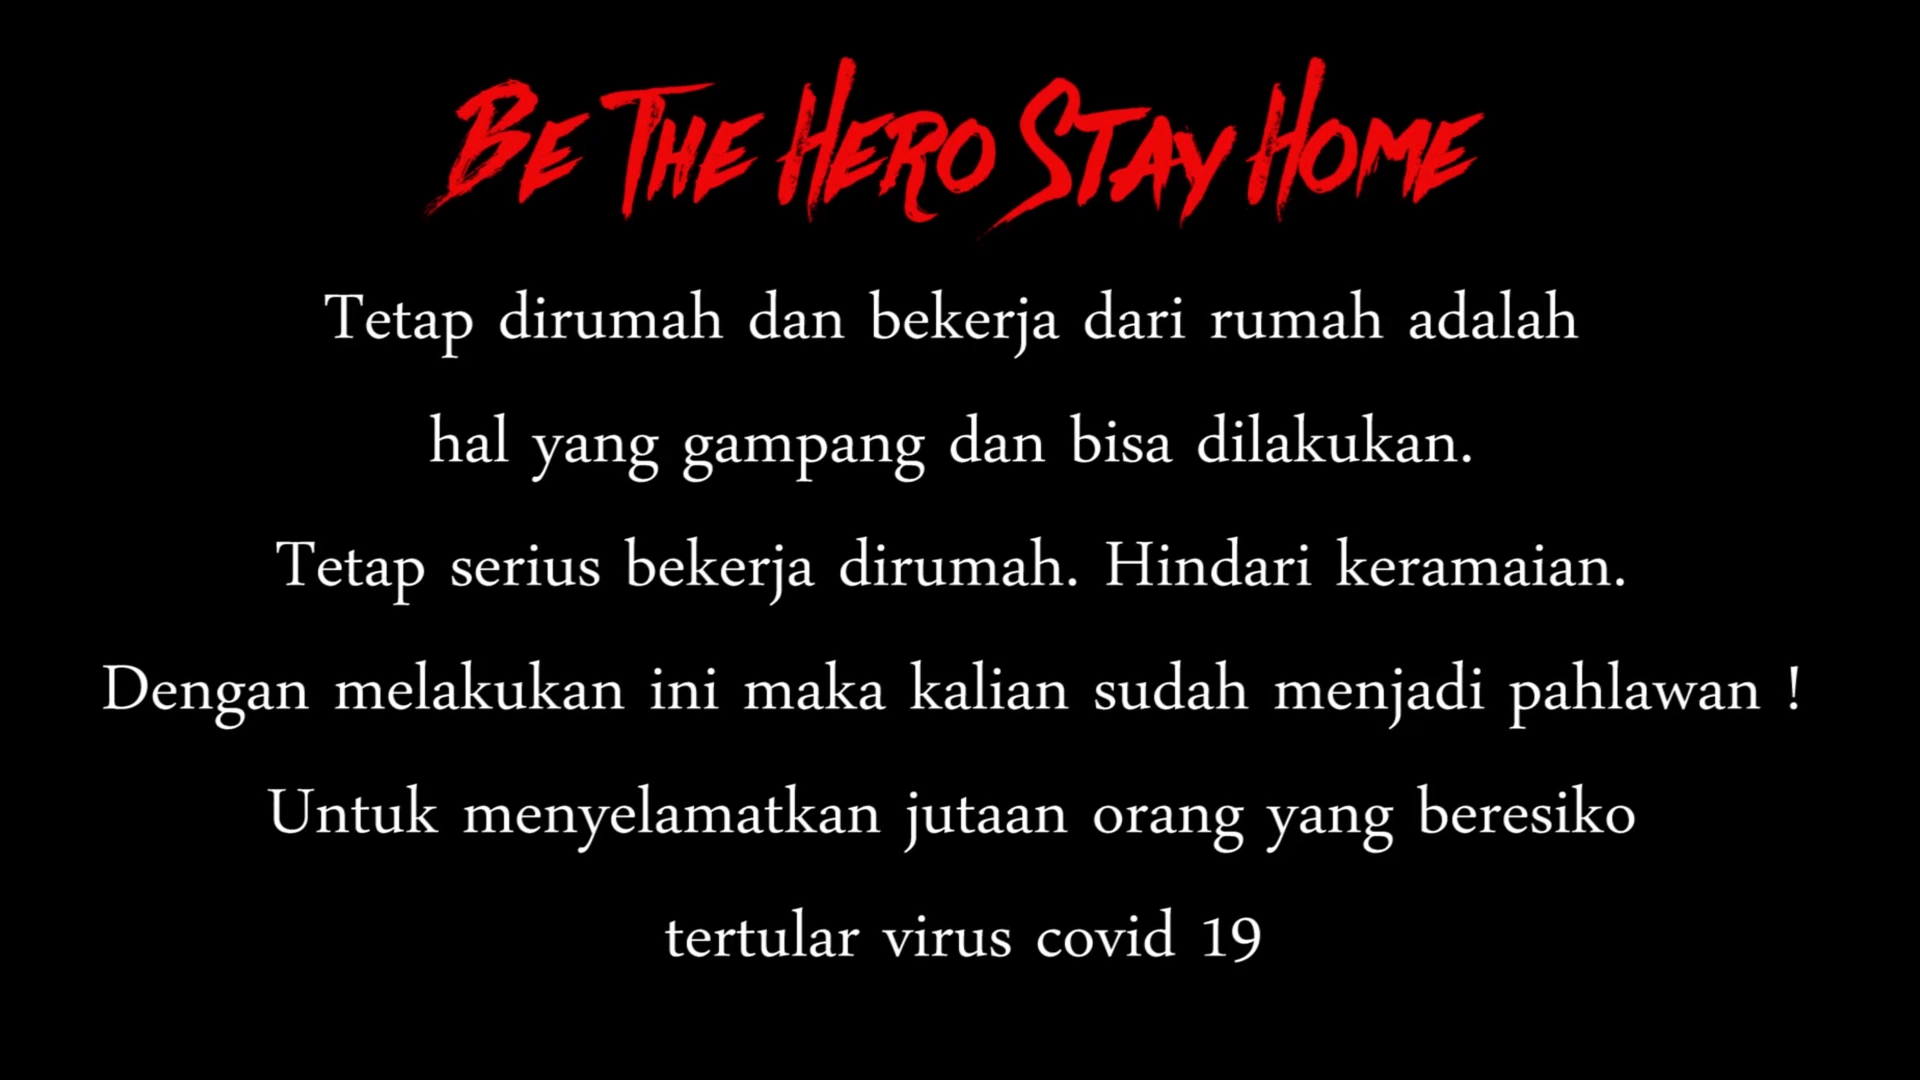 Be The Hero Stay Home
Tetap dirumah dan bekerja dari rumah adalah
hal yang gampang dan bisa dilakukan.
Tetap serius bekerja dirumah. Hindari keramaian.
Dengan melakukan ini maka kalian sudah menjadi pahlawan !
Untuk menyelamatkan jutaan orang yang beresiko
tertular virus covid 19